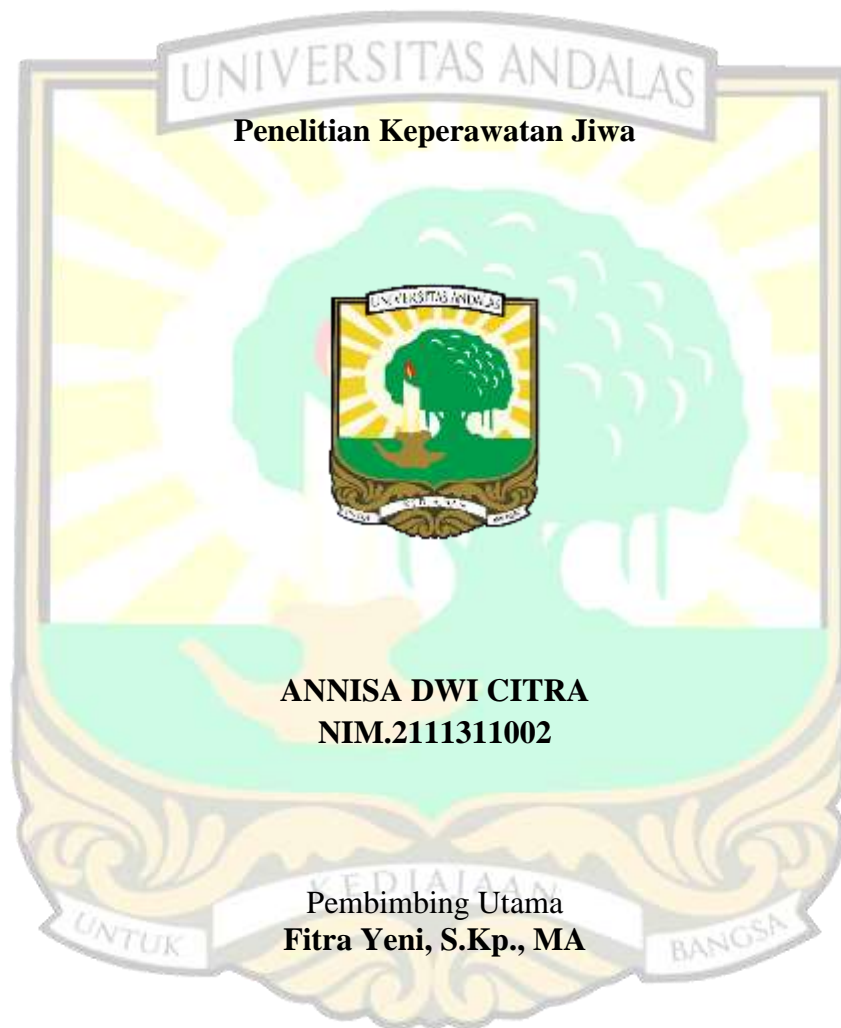 UNIVERSITAS ANDALAS
Penelitian Keperawatan Jiwa
UNIVERSITAS ANDALAS
ANNISA DWI CITRA
NIM.2111311002
KEDJAJAAN
Pembimbing Utama
UNTUK BANGSA
Fitra Yeni, S.Kp., MA